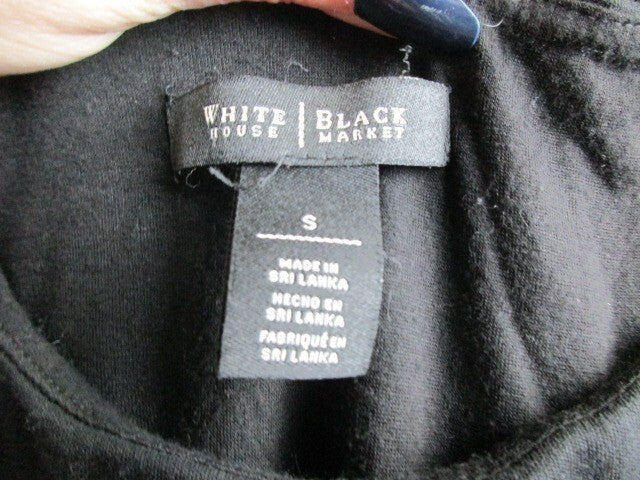 WHITE | BLACK
HOUSE | MARKET
S
MADE IN
SRI LANKA
HECHO EN
SRI LANKA
FABRIQUÉ EN
SRI LANKA